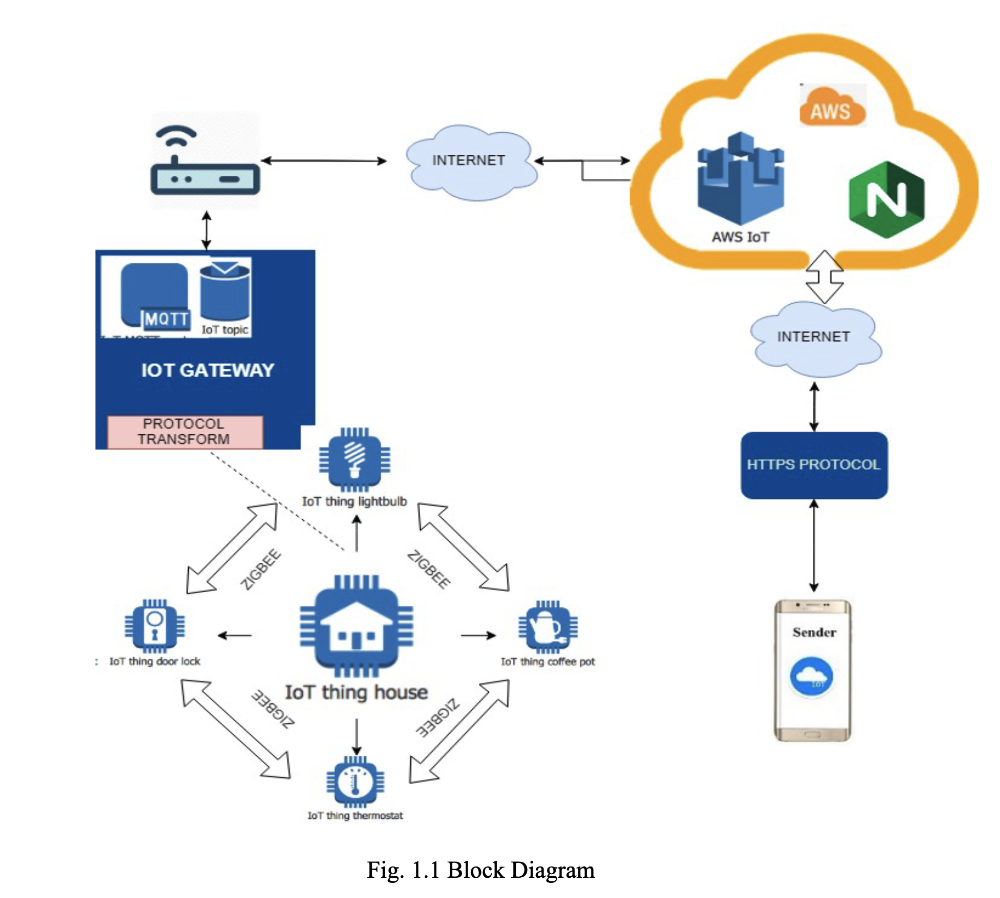 INTERNET
AWS
AWS IoT
N
INTERNET
MQTT
IoT topic
IOT GATEWAY
PROTOCOL
TRANSFORM
HTTPS PROTOCOL
IoT thing lightbulb
ZIGBEE
ZIGBEE
: IoT thing door lock
IoT thing coffee pot
IoT thing house
ZIGBEE
ZIGBEE
IoT thing thermostat
Sender
IOT
Fig. 1.1 Block Diagram